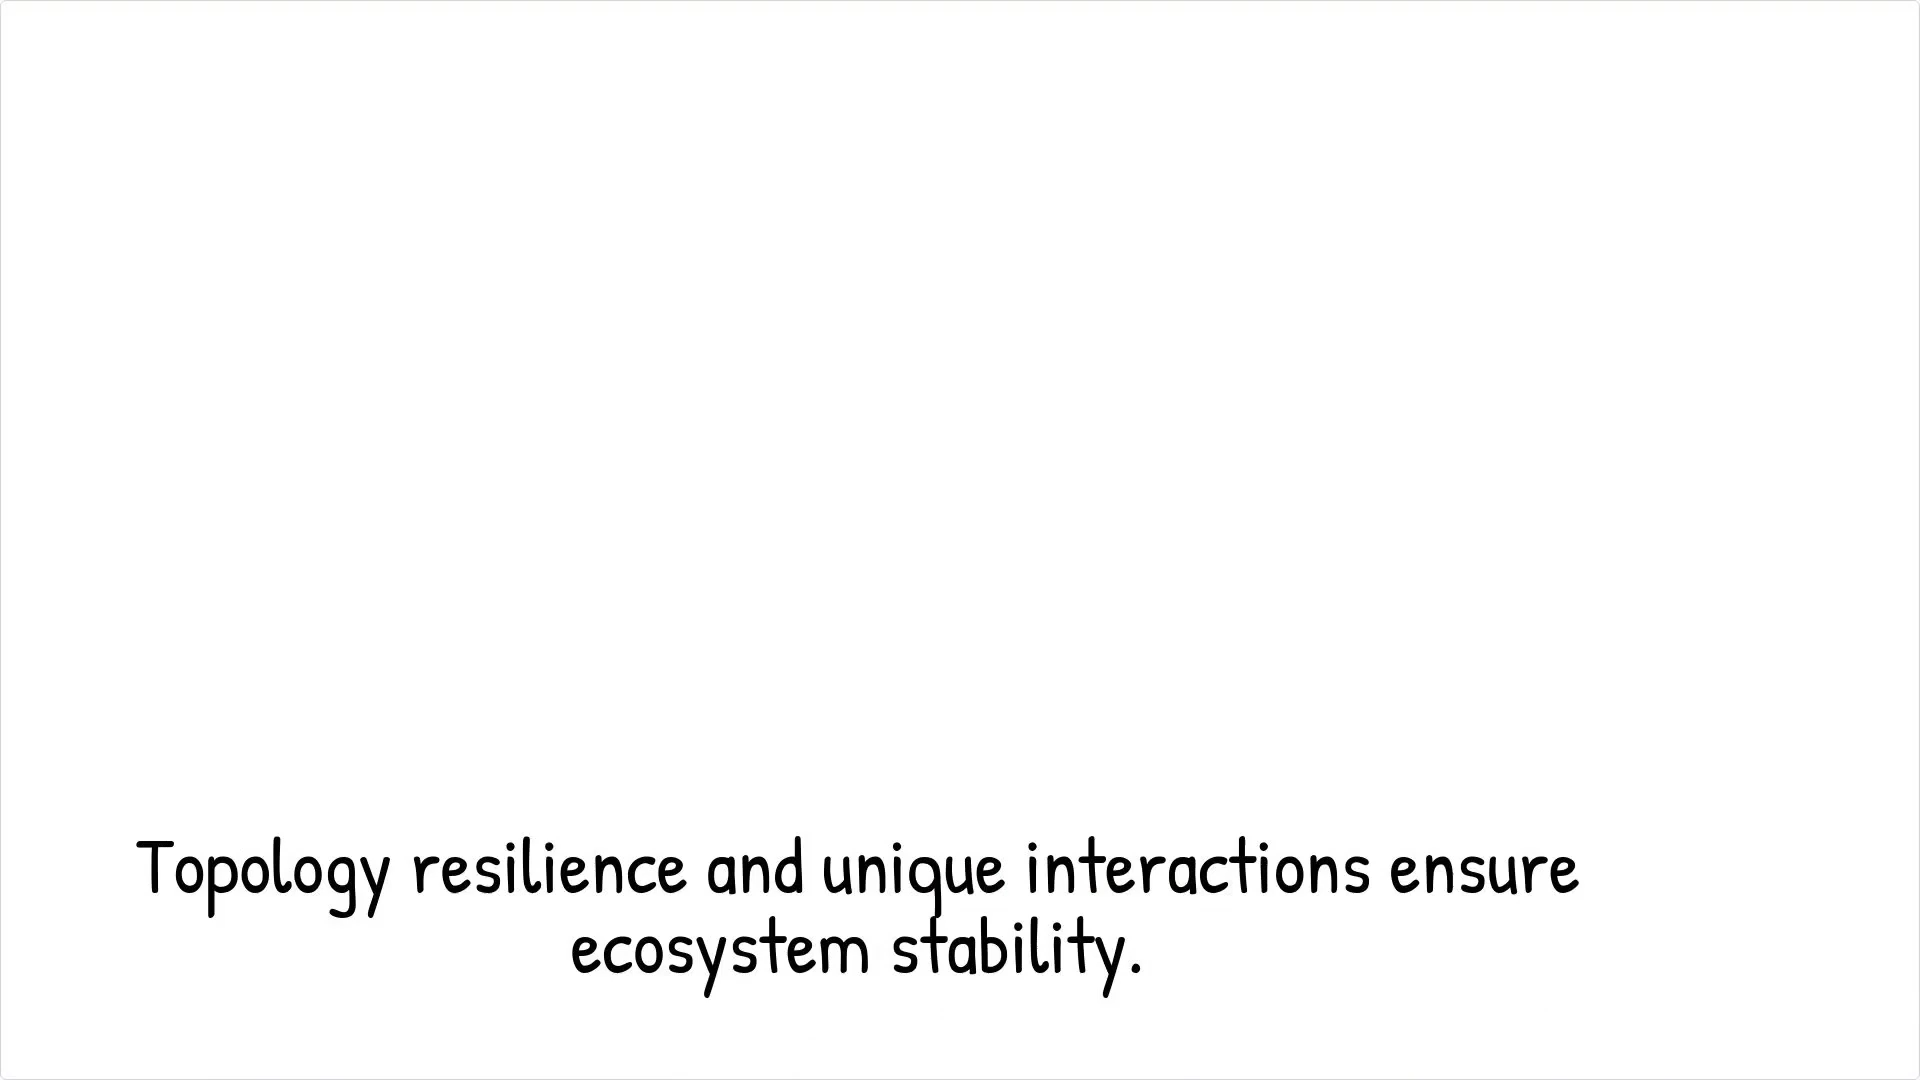 Topology resilience and unique interactions ensure
ecosystem stability.